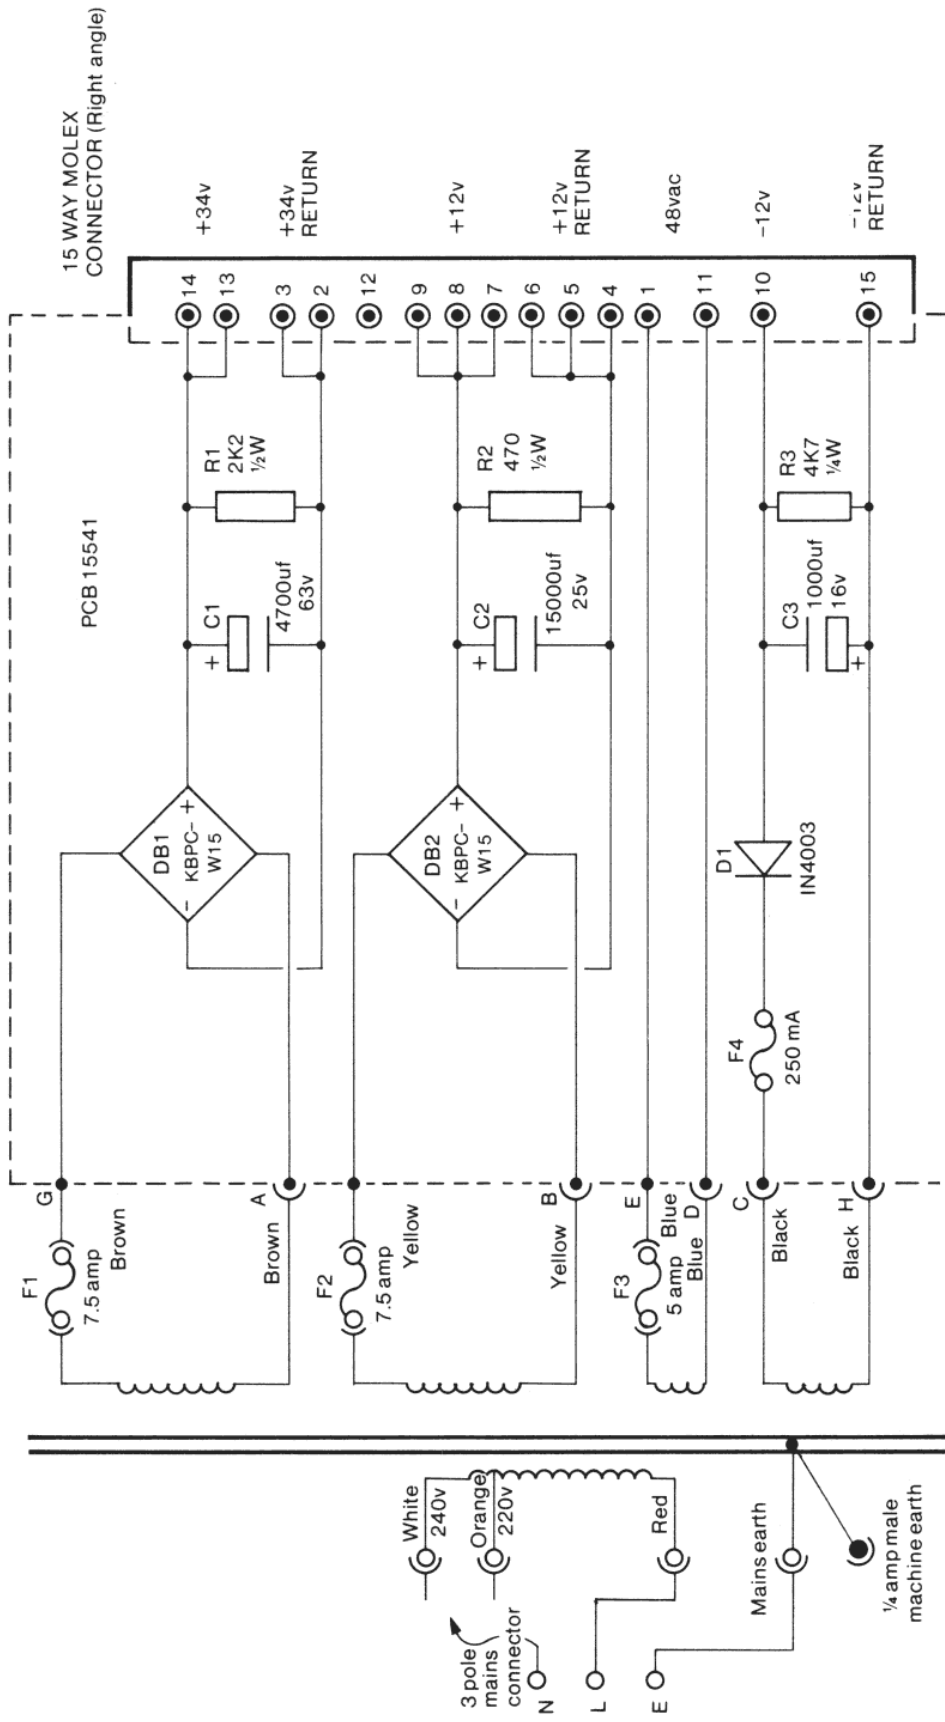 15 WAY MOLEX
CONNECTOR (Right angle)
+34v
+34v
RETURN
+12v
+12v
RETURN
48vac
-12v
-12v
RETURN
14
13
3
2
12
9
8
7
6
5
4
1
11
10
15
PCB 15541
R1
2K2
½W
R2
470
½W
R3
4K7
¼W
C1
+
4700uf
63v
C2
+
15000uf
25v
C3
1000uf
16v
+
DB1
KBPC-
W15
+
-
DB2
KBPC-
W15
+
-
D1
IN4003
F4
250 mA
G
A
B
E
D
C
H
F1
7.5 amp
Brown
Brown
F2
7.5 amp
Yellow
Yellow
F3
5 amp
Blue
Blue
Black
Black
White
240v
Orange
220v
Red
Mains earth
¼ amp male
machine earth
3 pole
mains
connector
N
L
E